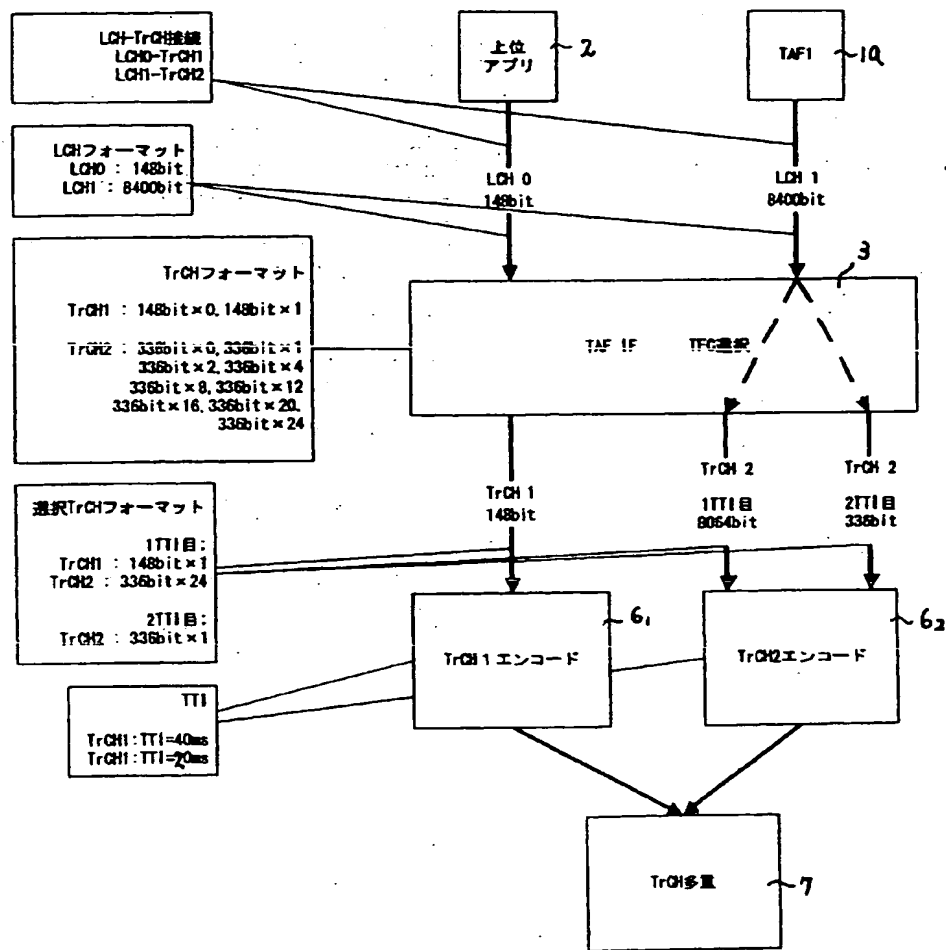 LCH-TrCH接続
LCH0-TrCH1
LCH1-TrCH2
上位
アプリ
2
TAF1
1a
LCHフォーマット
LCH0 : 148bit
LCH1 : 8400bit
LCH 0
148bit
LCH 1
8400bit
3
TrCHフォーマット
TrCH1 : 148bit×0, 148bit×1
TrCH2 : 336bit×0, 336bit×1
336bit×2, 336bit×4
336bit×8, 336bit×12
336bit×16, 336bit×20,
336bit×24
TAF IF TFC選択
TrCH 1
148bit
TrCH 2
1TTI目
8064bit
TrCH 2
2TTI目
336bit
選択TrCHフォーマット
1TTI目:
TrCH1 : 148bit×1
TrCH2 : 336bit×24
2TTI目:
TrCH2 : 336bit×1
TrCH1エンコード
6₁
TrCH2エンコード
6₂
TTI
TrCH1:TTI=40ms
TrCH1:TTI=20ms
TrCH多重
7